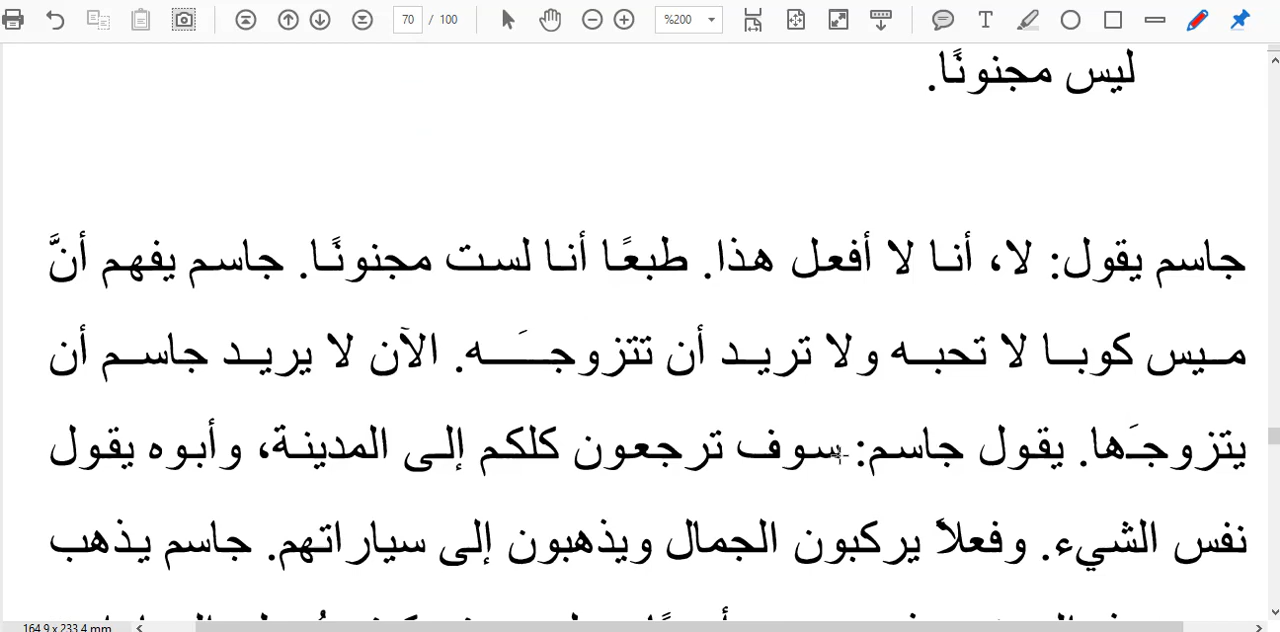 70 / 100
%200
ليس مجنونًا.
جاسم يقول: لا، أنا لا أفعل هذا. طبعًا أنا لست مجنونًا. جاسم يفهم أنَّ
ميس كوبا لا تحبه ولا تريد أن تتزوجَه. الآن لا يريد جاسم أن
يتزوجَها. يقول جاسم: سوف ترجعون كلكم إلى المدينة، وأبوه يقول
نفس الشيء. وفعلاً يركبون الجمال ويذهبون إلى سياراتهم. جاسم يذهب
164.9 x 233.4 mm